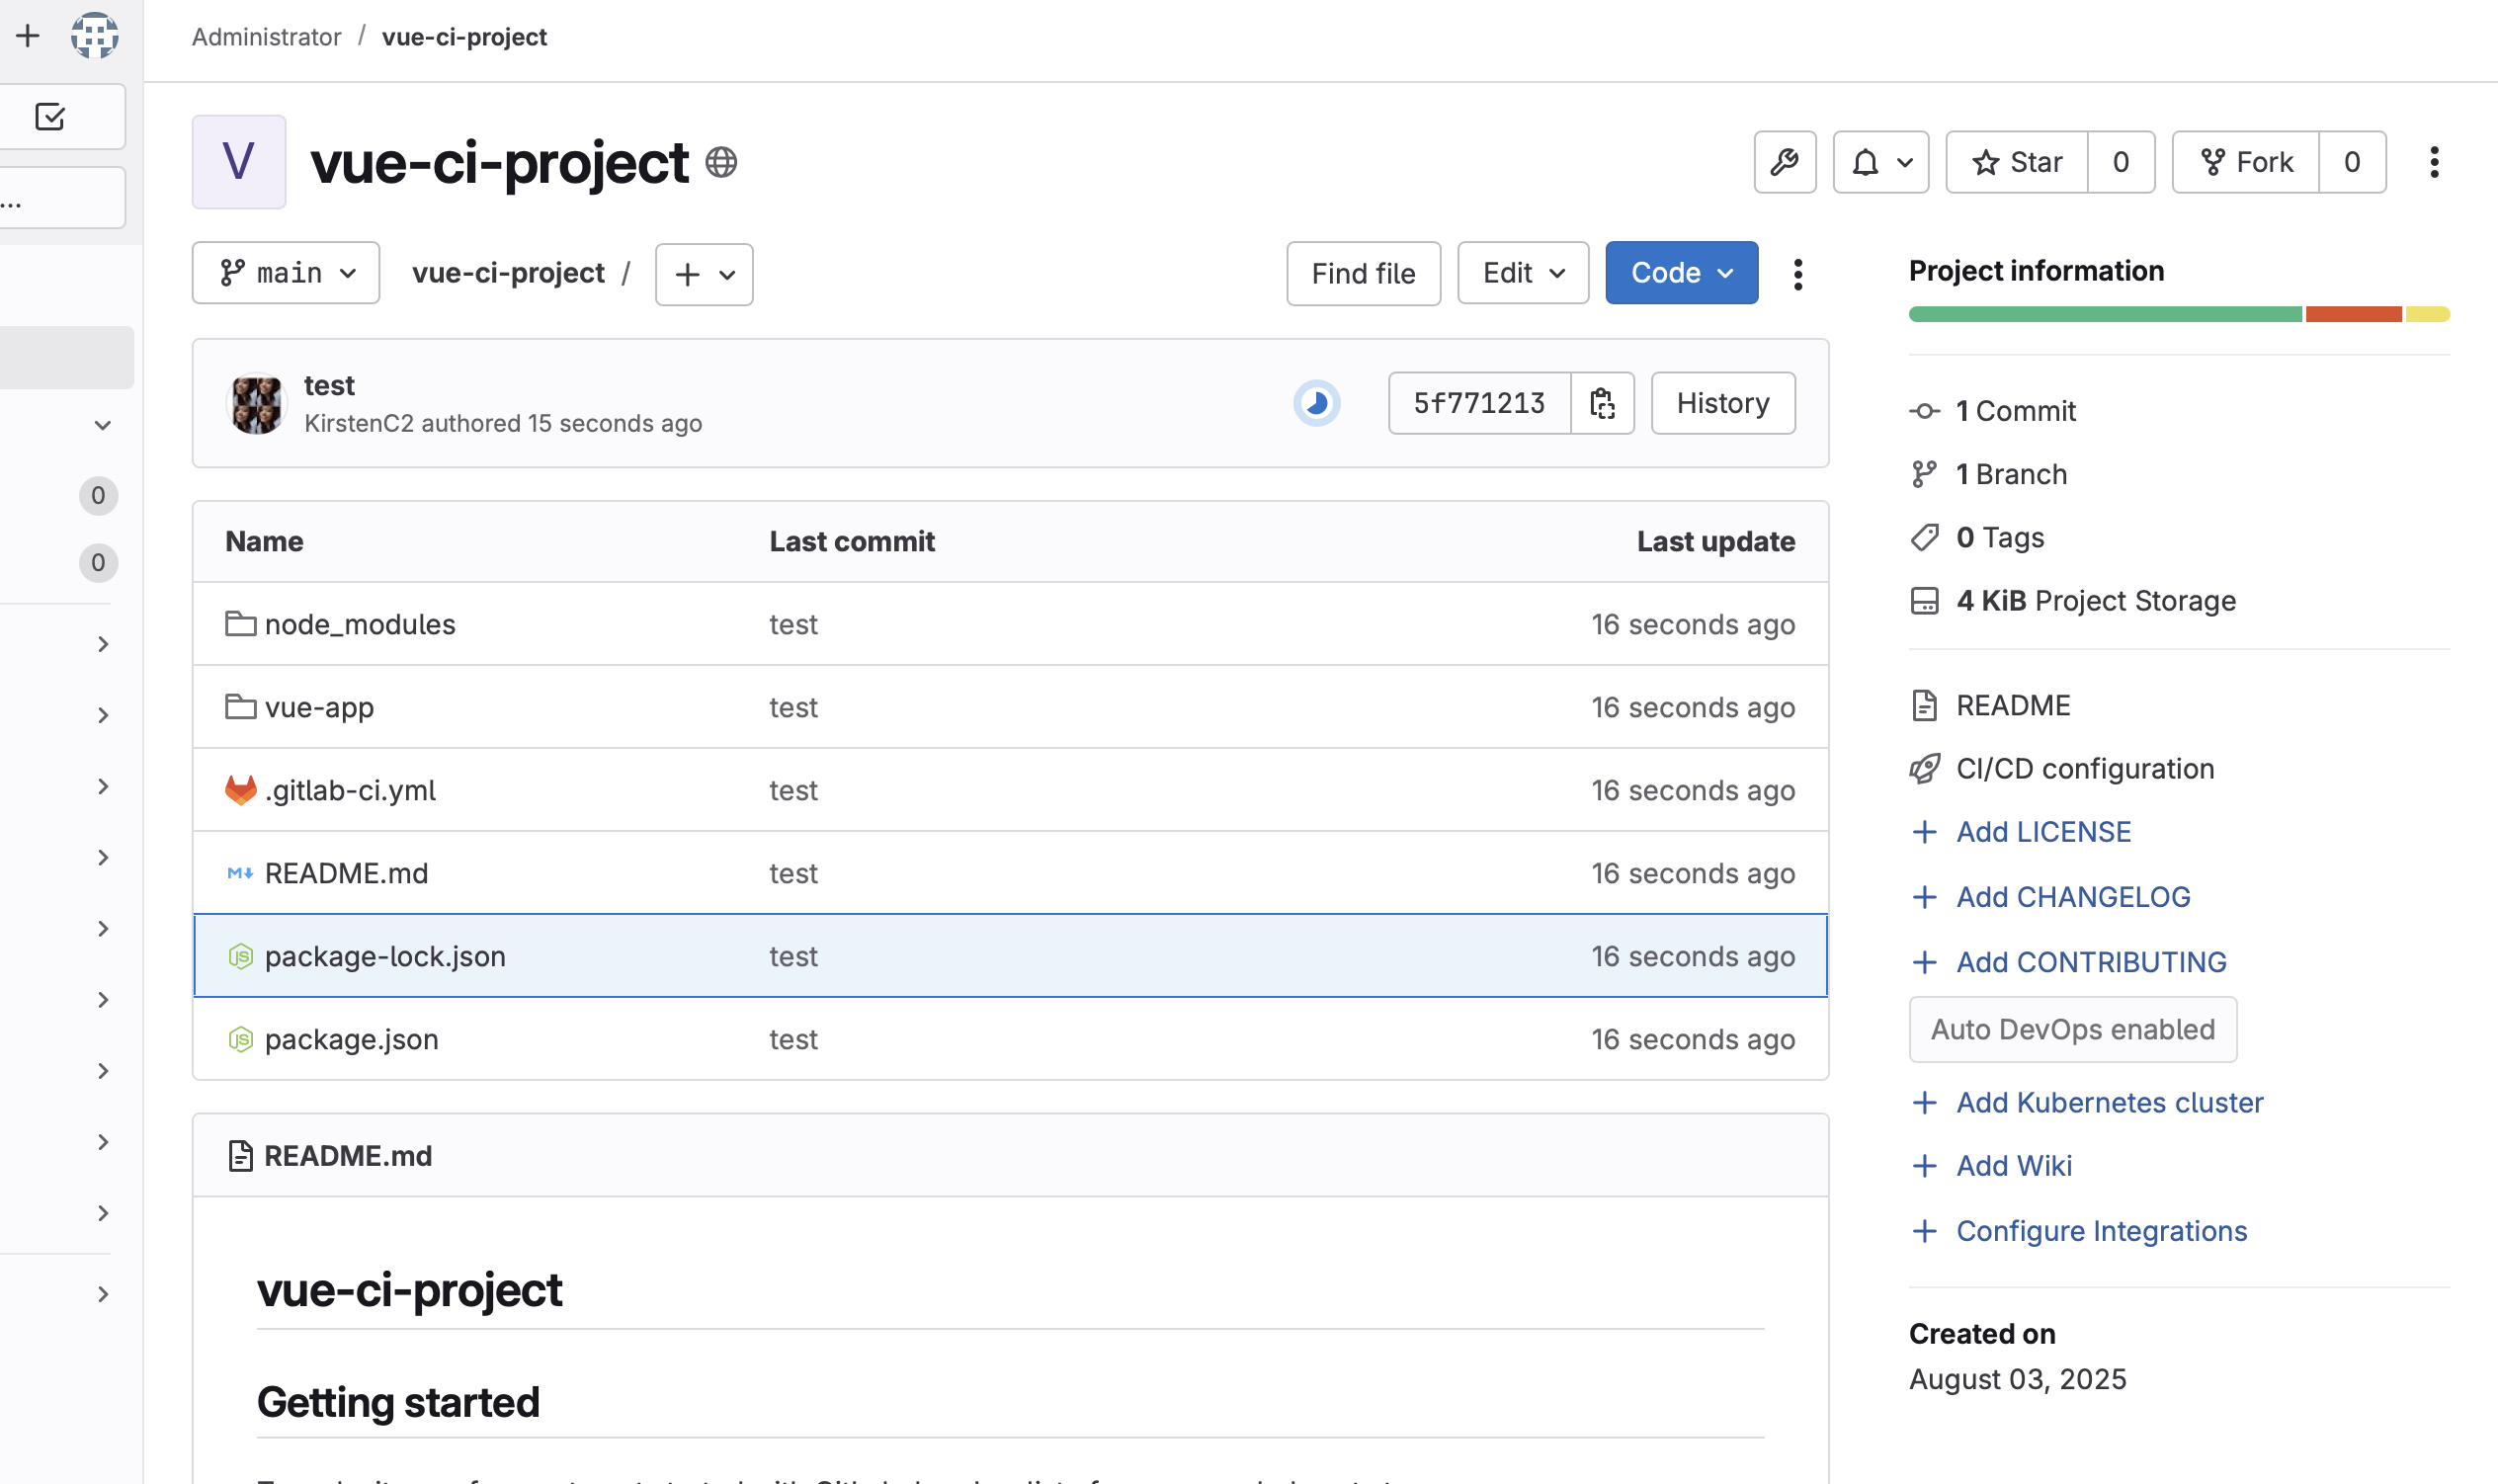 Administrator / vue-ci-project
...
V
vue-ci-project
Star 0
Fork 0
main
vue-ci-project /
Find file
Edit
Code
Project information
test
KirstenC2 authored 15 seconds ago
5f771213
History
1 Commit
1 Branch
0 Tags
4 KiB Project Storage
0
0
Name Last commit Last update
node_modules test 16 seconds ago
vue-app test 16 seconds ago
.gitlab-ci.yml test 16 seconds ago
README.md test 16 seconds ago
package-lock.json test 16 seconds ago
package.json test 16 seconds ago
README
CI/CD configuration
Add LICENSE
Add CHANGELOG
Add CONTRIBUTING
Auto DevOps enabled
Add Kubernetes cluster
Add Wiki
Configure Integrations
Created on
August 03, 2025
README.md
vue-ci-project
Getting started